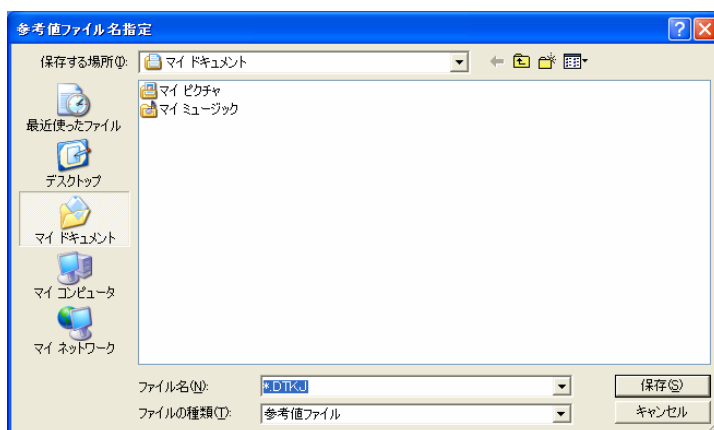 参考値ファイル名指定
保存する場所(I):
マイ ドキュメント
マイ ピクチャ
マイ ミュージック
最近使ったファイル
デスクトップ
マイ ドキュメント
マイ コンピュータ
マイ ネットワーク
ファイル名(N):
*.DTKJ
保存(S)
ファイルの種類(T):
参考値ファイル
キャンセル